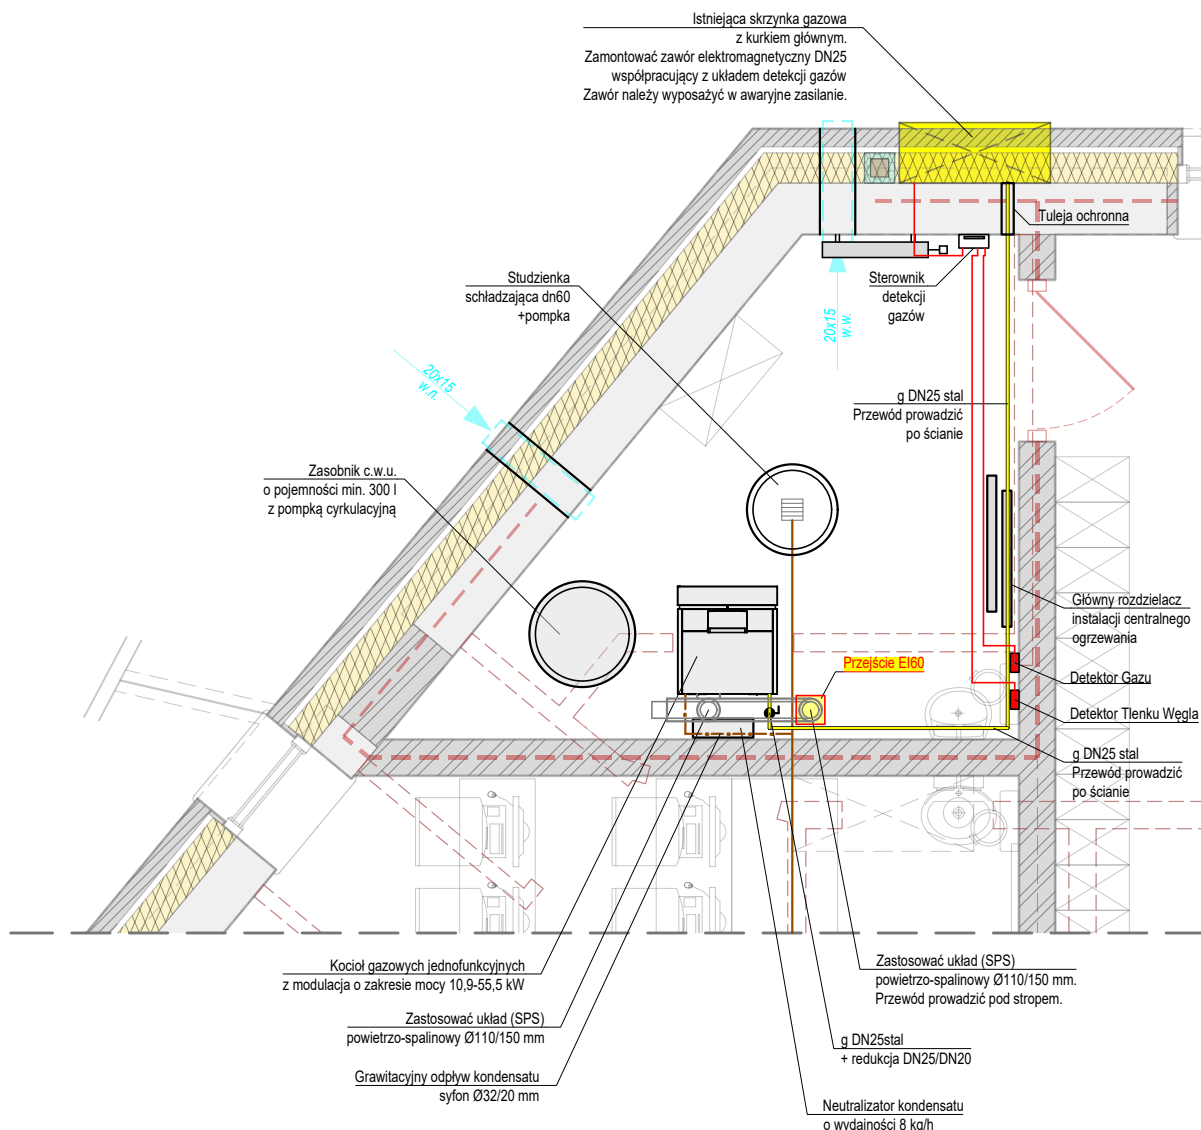 Istniejąca skrzynka gazowa
z kurkiem głównym.
Zamontować zawór elektromagnetyczny DN25
współpracujący z układem detekcji gazów
Zawór należy wyposażyć w awaryjne zasilanie.
Tuleja ochronna
Studzienka
schładzająca dn60
+pompka
Sterownik
detekcji
gazów
20x15
w.w.
20x15
w.n.
g DN25 stal
Przewód prowadzić
po ścianie
Zasobnik c.w.u.
o pojemności min. 300 l
z pompką cyrkulacyjną
Główny rozdzielacz
instalacji centralnego
ogrzewania
Przejście EI60
Detektor Gazu
Detektor Tlenku Węgla
g DN25 stal
Przewód prowadzić
po ścianie
Kocioł gazowych jednofunkcyjnych
z modulacja o zakresie mocy 10,9-55,5 kW
Zastosować układ (SPS)
powietrzo-spalinowy Ø110/150 mm.
Przewód prowadzić pod stropem.
Zastosować układ (SPS)
powietrzo-spalinowy Ø110/150 mm
g DN25stal
+ redukcja DN25/DN20
Grawitacyjny odpływ kondensatu
syfon Ø32/20 mm
Neutralizator kondensatu
o wydajności 8 kg/h